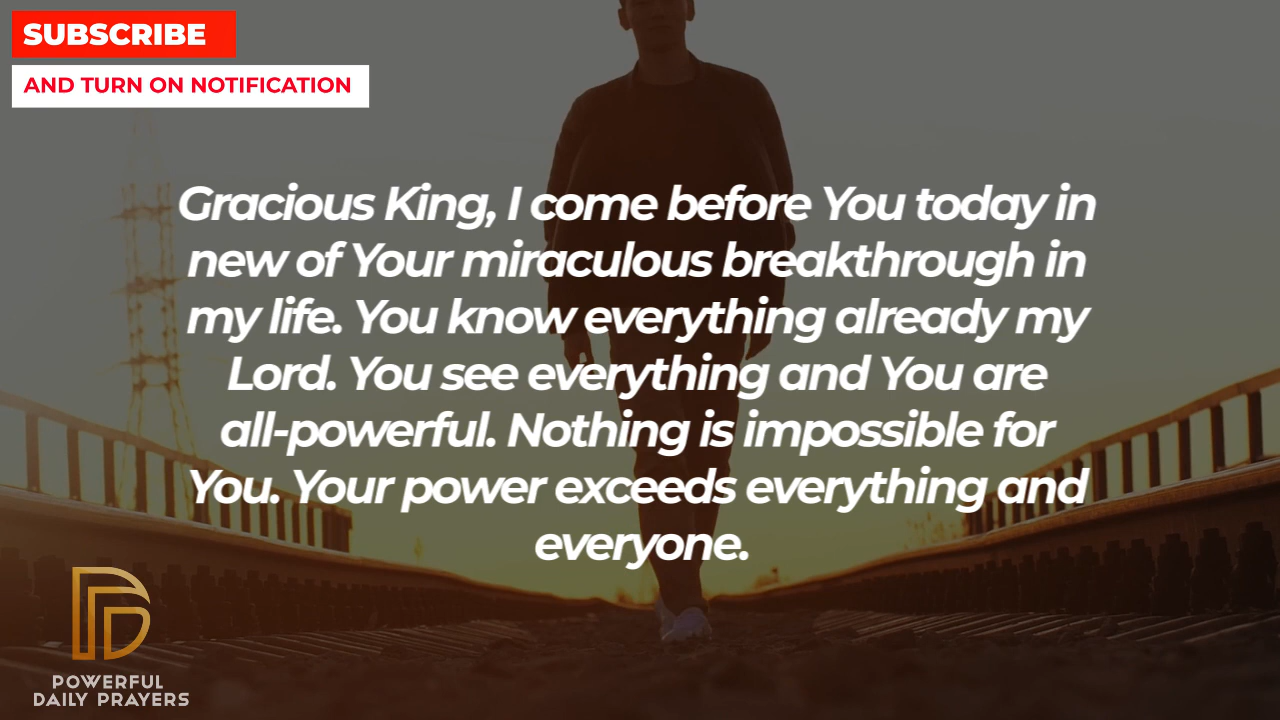 SUBSCRIBE
AND TURN ON NOTIFICATION
Gracious King, I come before You today in
new of Your miraculous breakthrough in
my life. You know everything already my
Lord. You see everything and You are
all-powerful. Nothing is impossible for
You. Your power exceeds everything and
everyone.
POWERFUL
DAILY PRAYERS